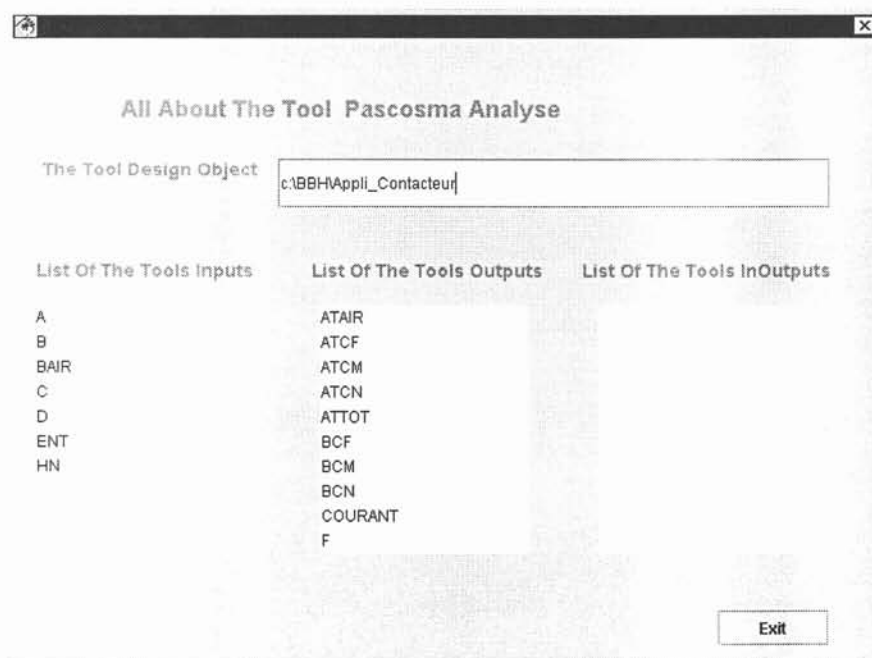 All About The Tool Pascosma Analyse
The Tool Design Object
c:\BBH\Appli_Contacteur
List Of The Tools Inputs
List Of The Tools Outputs
List Of The Tools InOutputs
A
B
BAIR
C
D
ENT
HN
ATAIR
ATCF
ATCM
ATCN
ATTOT
BCF
BCM
BCN
COURANT
F
Exit